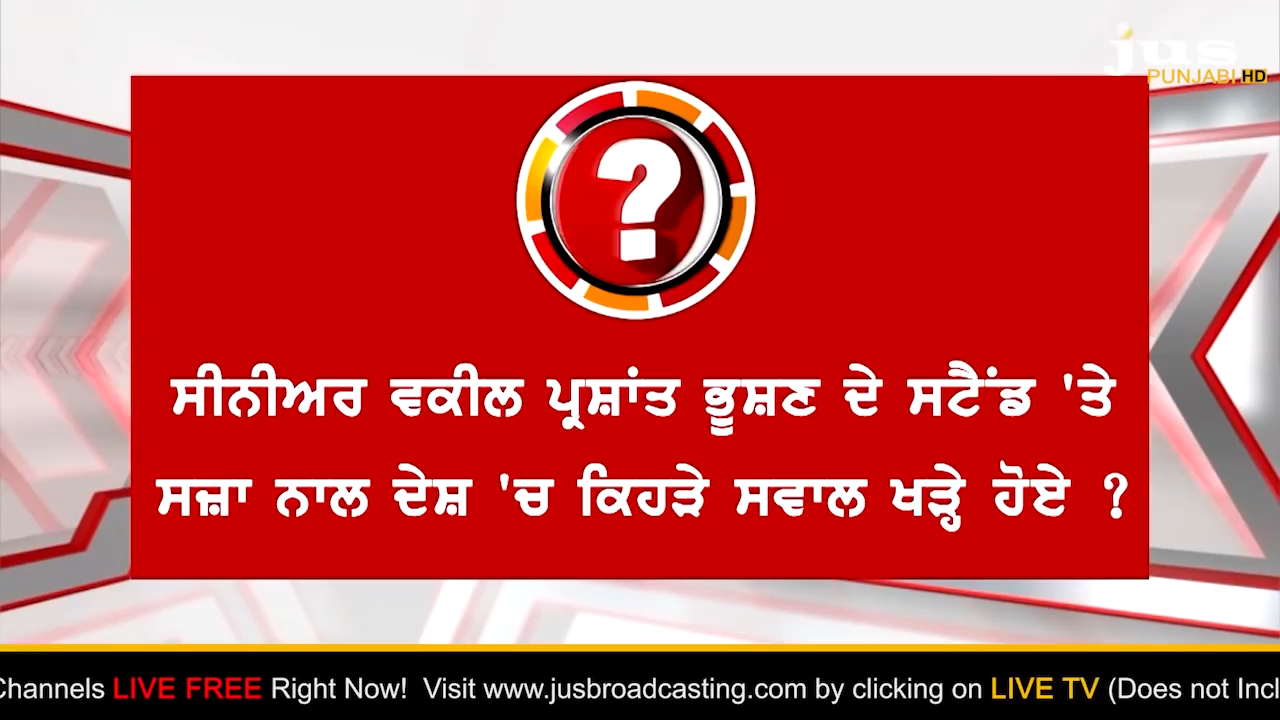 jus
PUNJABI HD
?
ਸੀਨੀਅਰ ਵਕੀਲ ਪ੍ਰਸ਼ਾਂਤ ਭੂਸ਼ਣ ਦੇ ਸਟੈਂਡ 'ਤੇ
ਸਜ਼ਾ ਨਾਲ ਦੇਸ਼ 'ਚ ਕਿਹੜੇ ਸਵਾਲ ਖੜ੍ਹੇ ਹੋਏ ?
Channels LIVE FREE Right Now! Visit www.jusbroadcasting.com by clicking on LIVE TV (Does not Incl